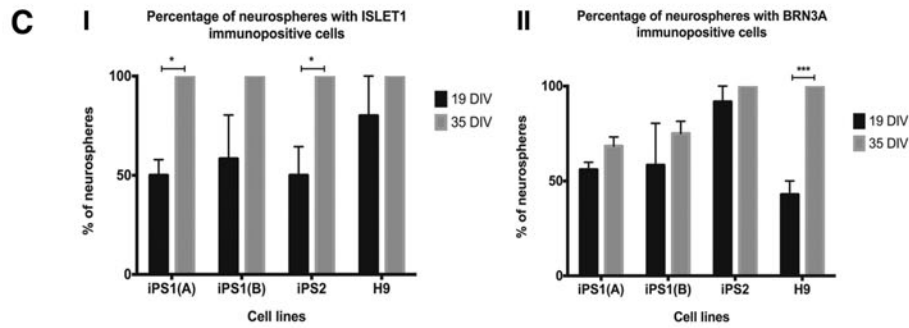 C
I
Percentage of neurospheres with ISLET1
immunopositive cells
*
*
100
50
0
% of neurospheres
iPS1(A) iPS1(B) iPS2 H9
Cell lines
19 DIV
35 DIV
II
Percentage of neurospheres with BRN3A
immunopositive cells
***
100
50
0
% of neurospheres
iPS1(A) iPS1(B) iPS2 H9
Cell lines
19 DIV
35 DIV